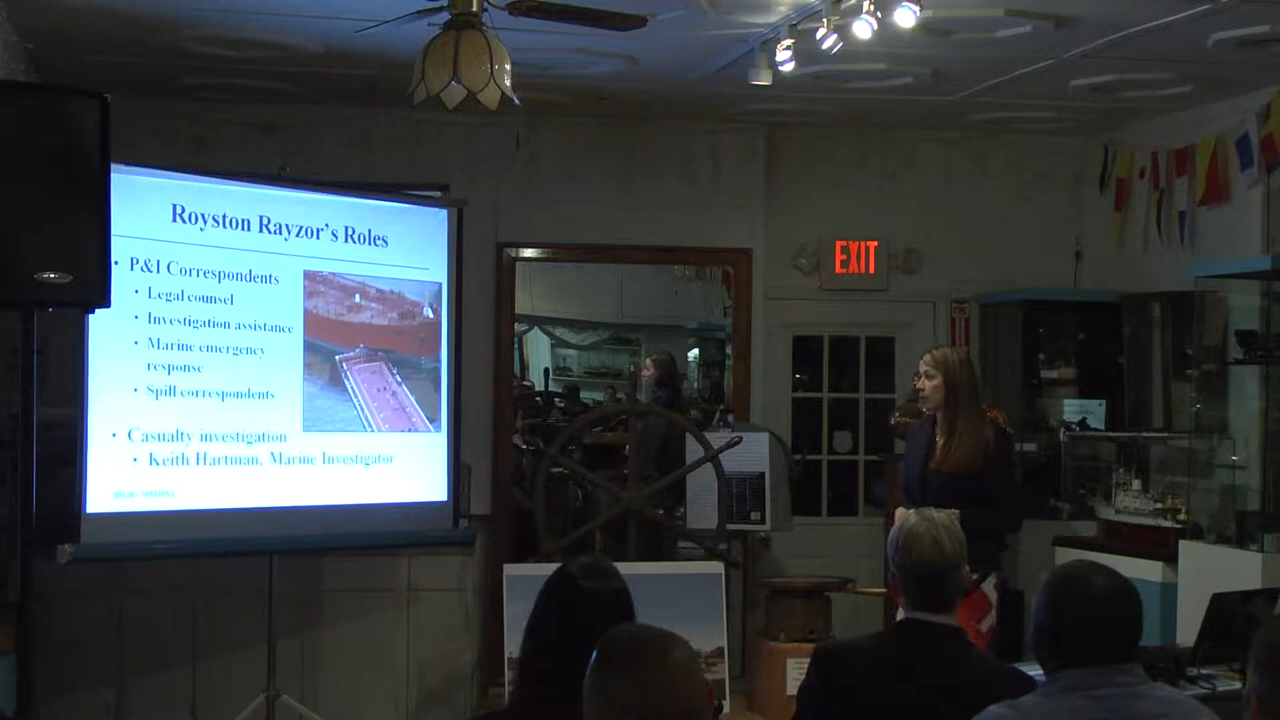 Royston Rayzor's Roles
• P&I Correspondents
• Legal counsel
• Investigation assistance
• Marine emergency
response
• Spill correspondents
• Casualty investigation
• Keith Hartman, Marine Investigator
EXIT
FIRE